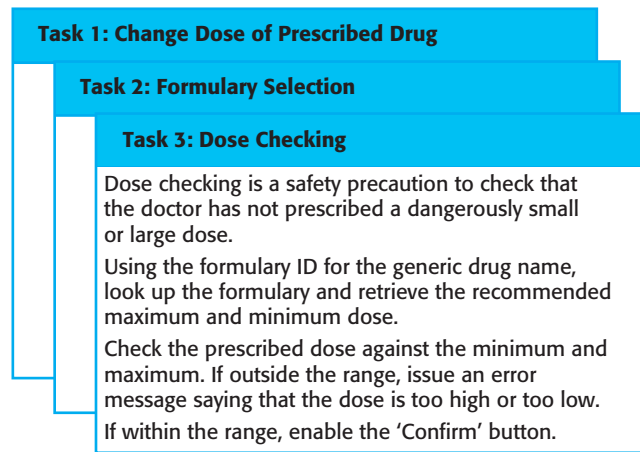 Task 1: Change Dose of Prescribed Drug
Task 2: Formulary Selection
Task 3: Dose Checking
Dose checking is a safety precaution to check that
the doctor has not prescribed a dangerously small
or large dose.
Using the formulary ID for the generic drug name,
look up the formulary and retrieve the recommended
maximum and minimum dose.
Check the prescribed dose against the minimum and
maximum. If outside the range, issue an error
message saying that the dose is too high or too low.
If within the range, enable the ‘Confirm’ button.